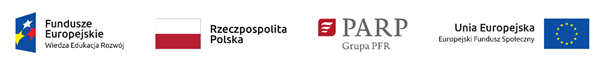 Fundusze
Europejskie
Wiedza Edukacja Rozwój
Rzeczpospolita
Polska
PARP
Grupa PFR
Unia Europejska
Europejski Fundusz Społeczny